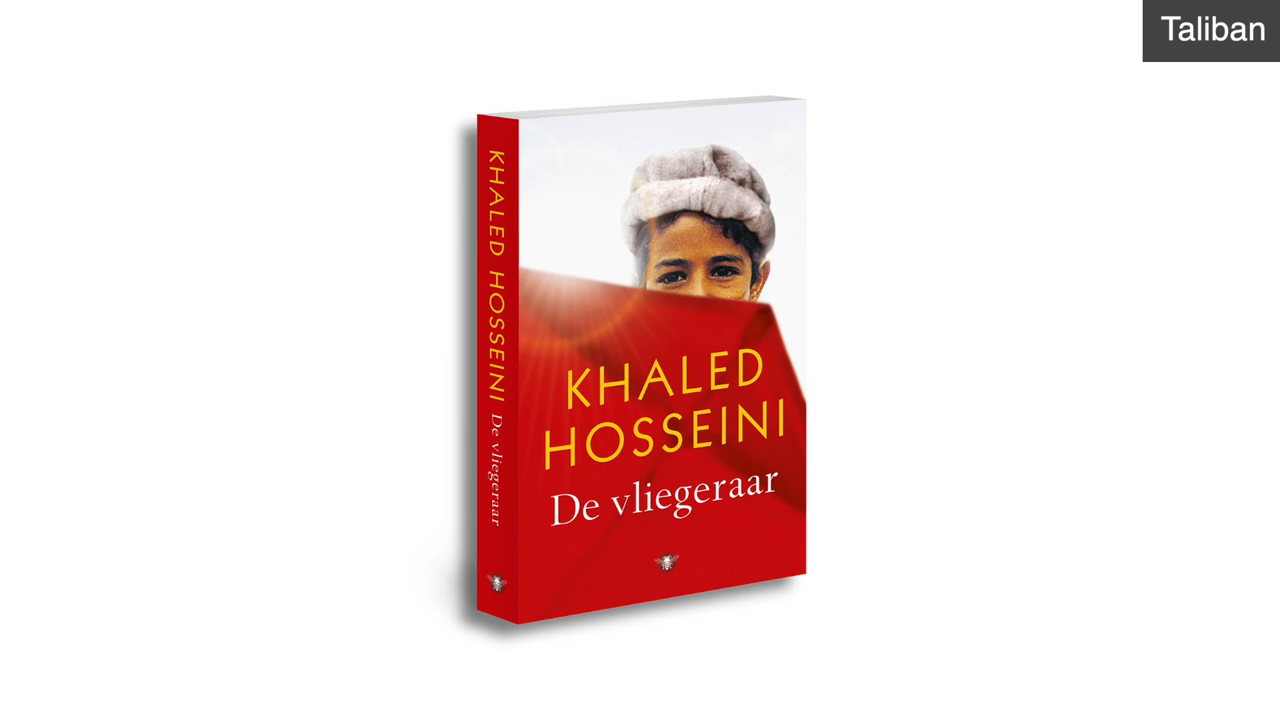 Taliban
KHALED HOSSEINI De vliegeraar
KHALED
HOSSEINI
De vliegeraar